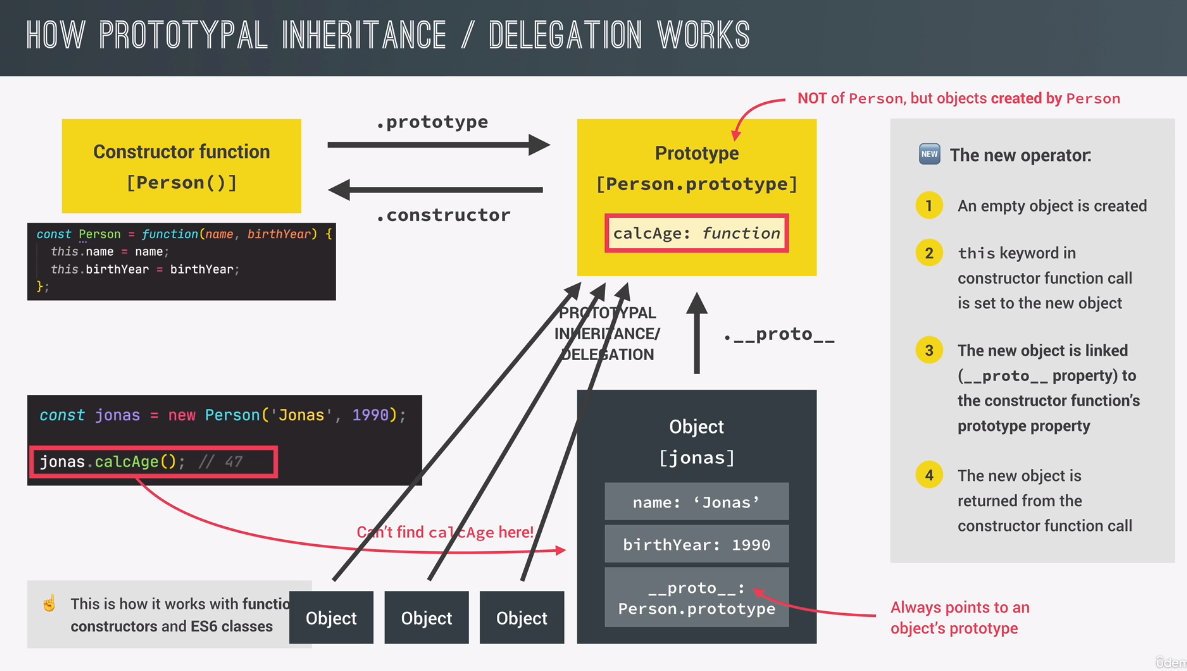 HOW PROTOTYPAL INHERITANCE / DELEGATION WORKS
NOT of Person, but objects created by Person
Constructor function
[Person()]
.prototype
.constructor
Prototype
[Person.prototype]
calcAge: function
const Person = function(name, birthYear) {
this.name = name;
this.birthYear = birthYear;
};
PROTOTYPAL
INHERITANCE/
DELEGATION
.__proto__
const jonas = new Person('Jonas', 1990);
jonas.calcAge(); // 47
Can't find calcAge here!
Object
[jonas]
name: ‘Jonas’
birthYear: 1990
__proto__:
Person.prototype
Always points to an
object's prototype
☝️ This is how it works with
constructors and ES6 classes
Object
Object
Object
NEW The new operator:
1 An empty object is created
2 this keyword in
constructor function call
is set to the new object
3 The new object is linked
(__proto__ property) to
the constructor function's
prototype property
4 The new object is
returned from the
constructor function call